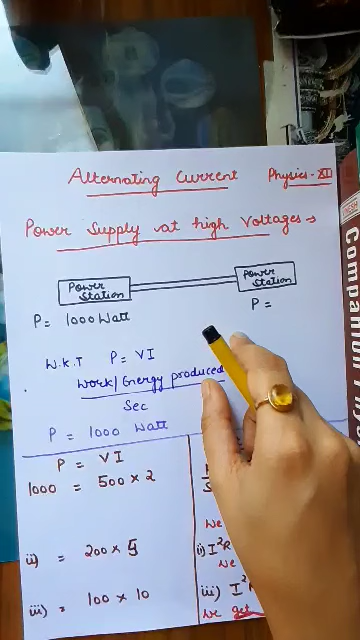 Alternating Current Physics-XII
Power Supply at high Voltages →
Power Station
Power Station
P = 1000 Watt
P =
W.K.T P = VI
Work/Energy produced
Sec
P = 1000 Watt
P = VI
1000 = 500 × 2
We
ii) = 200 × 5
ii) I²R
We
iii) = 100 × 10
iii) I²
We get
Companion